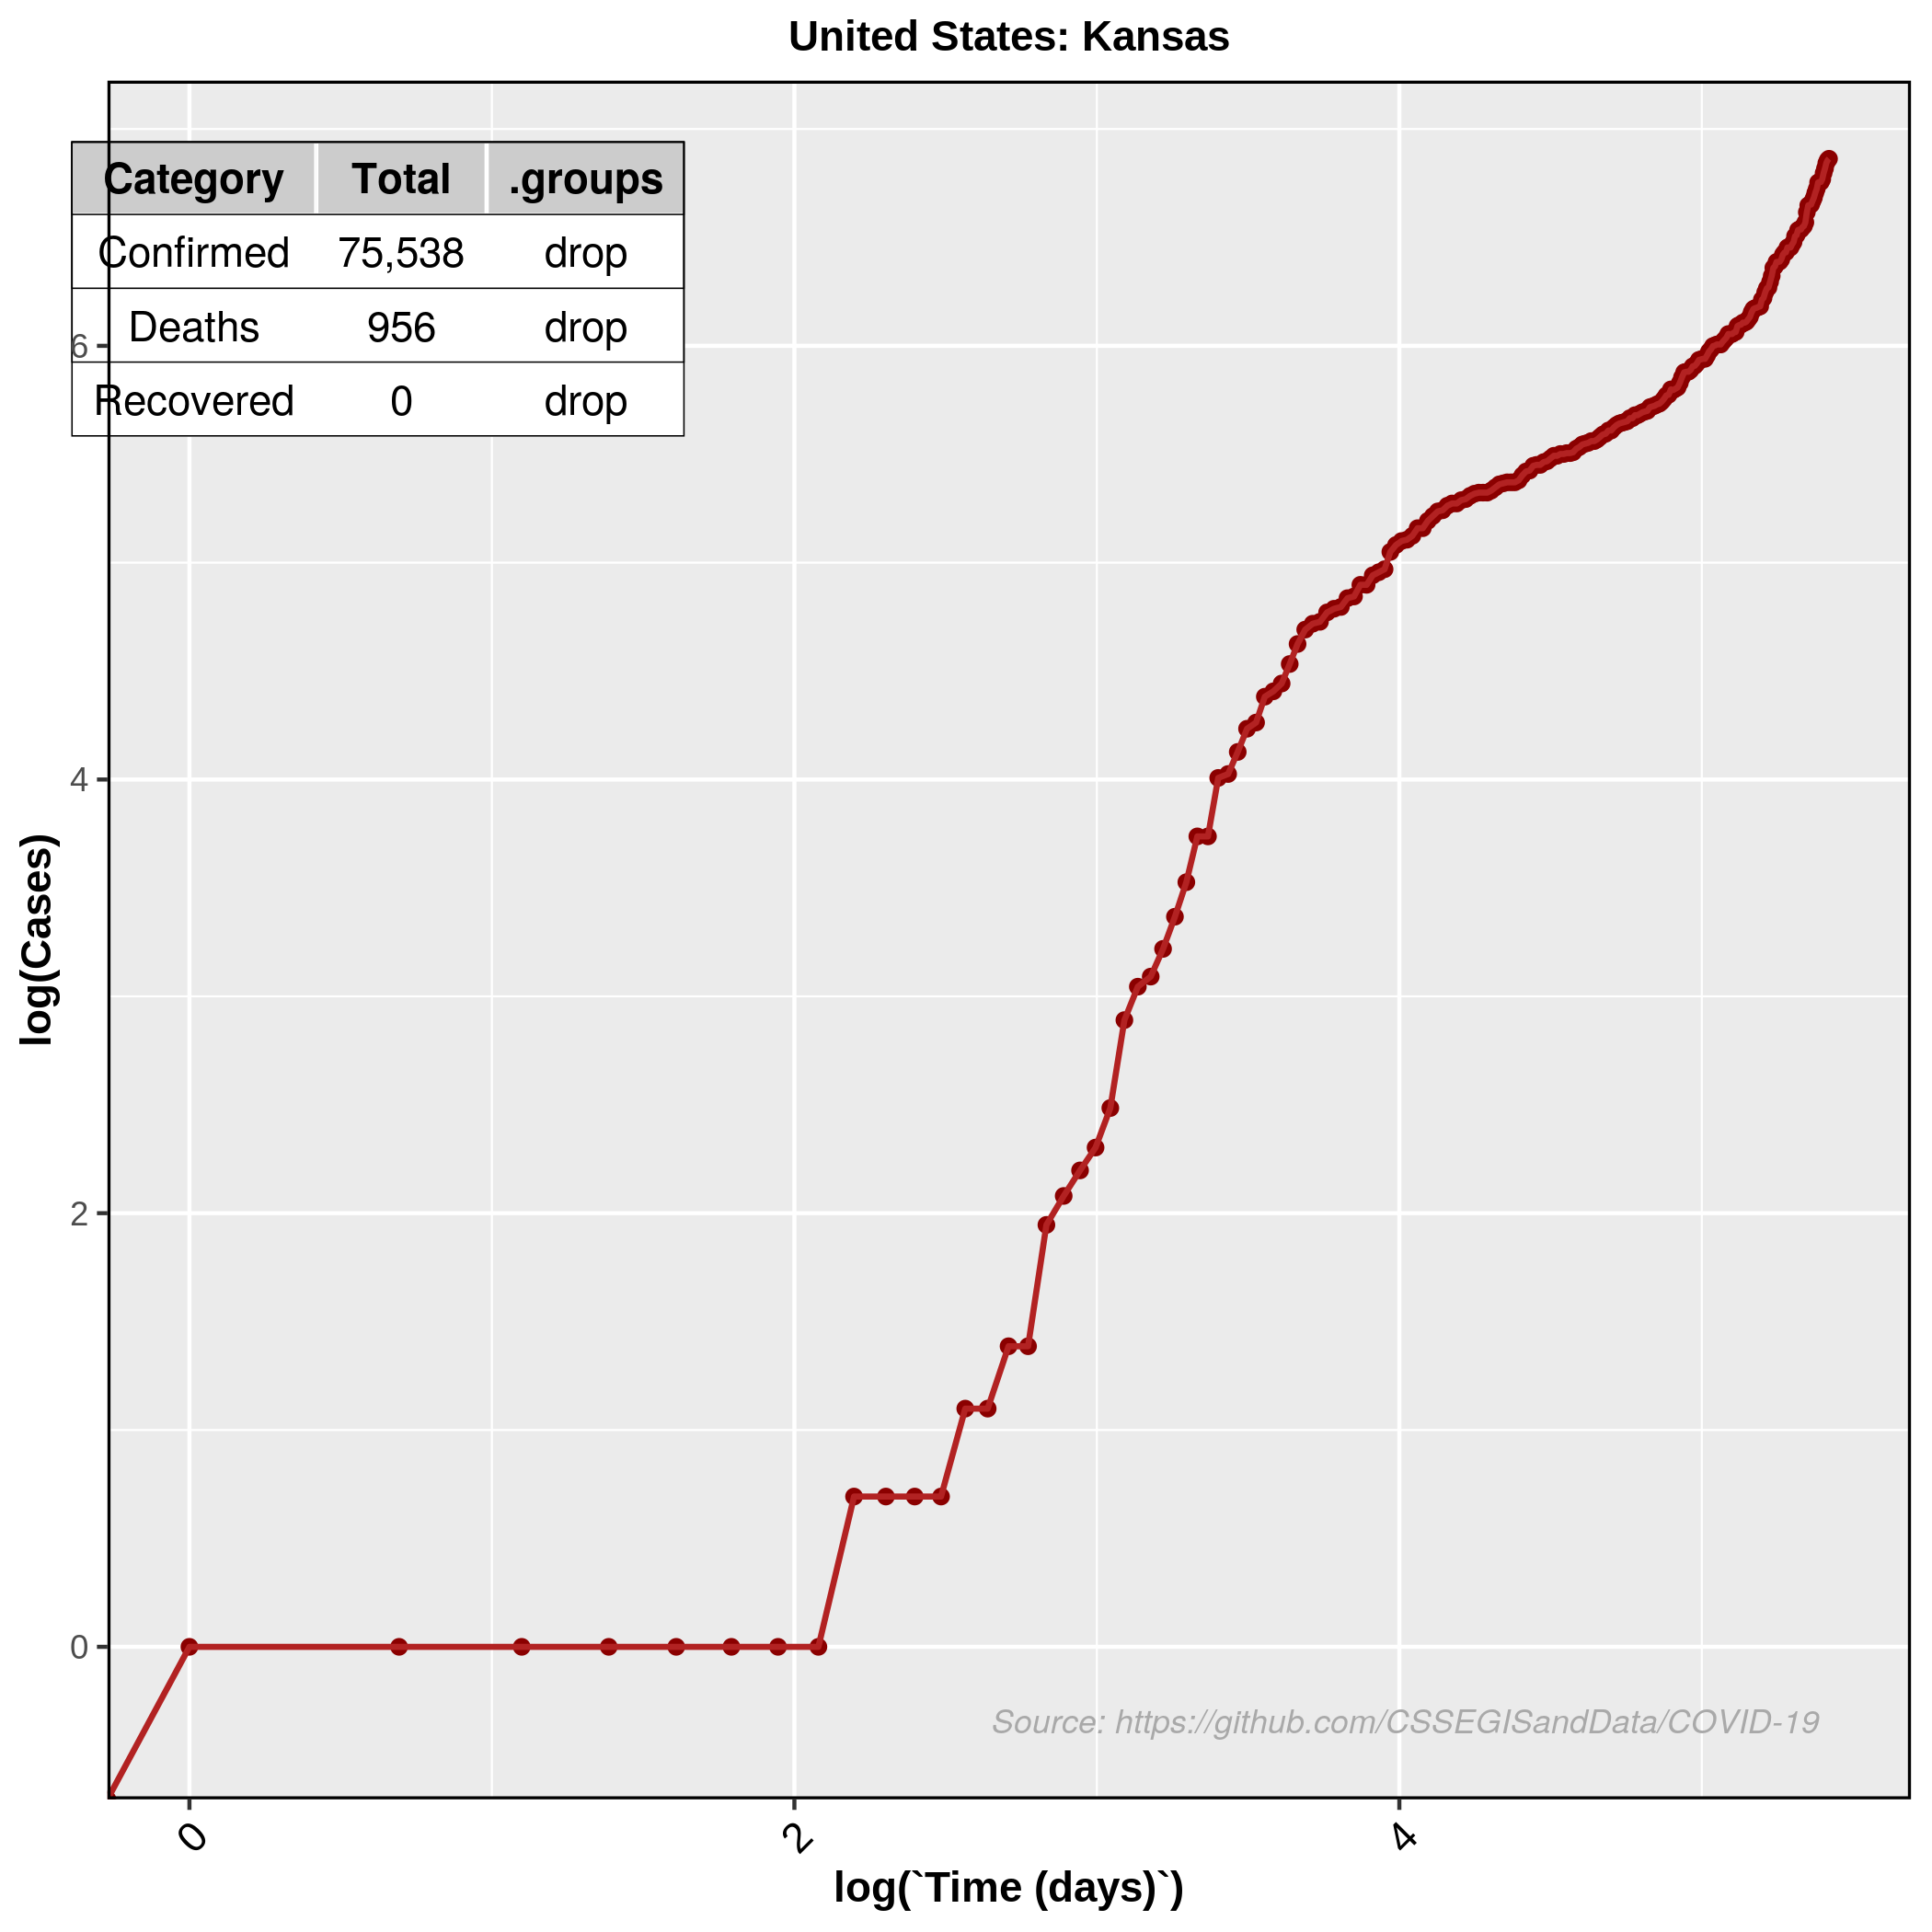 United States: Kansas
Category Total .groups
Confirmed 75,538 drop
Deaths 956 drop
Recovered 0 drop
6
4
2
0
log(Cases)
Source: https://github.com/CSSEGISandData/COVID-19
0 2 4
log(`Time (days)`)